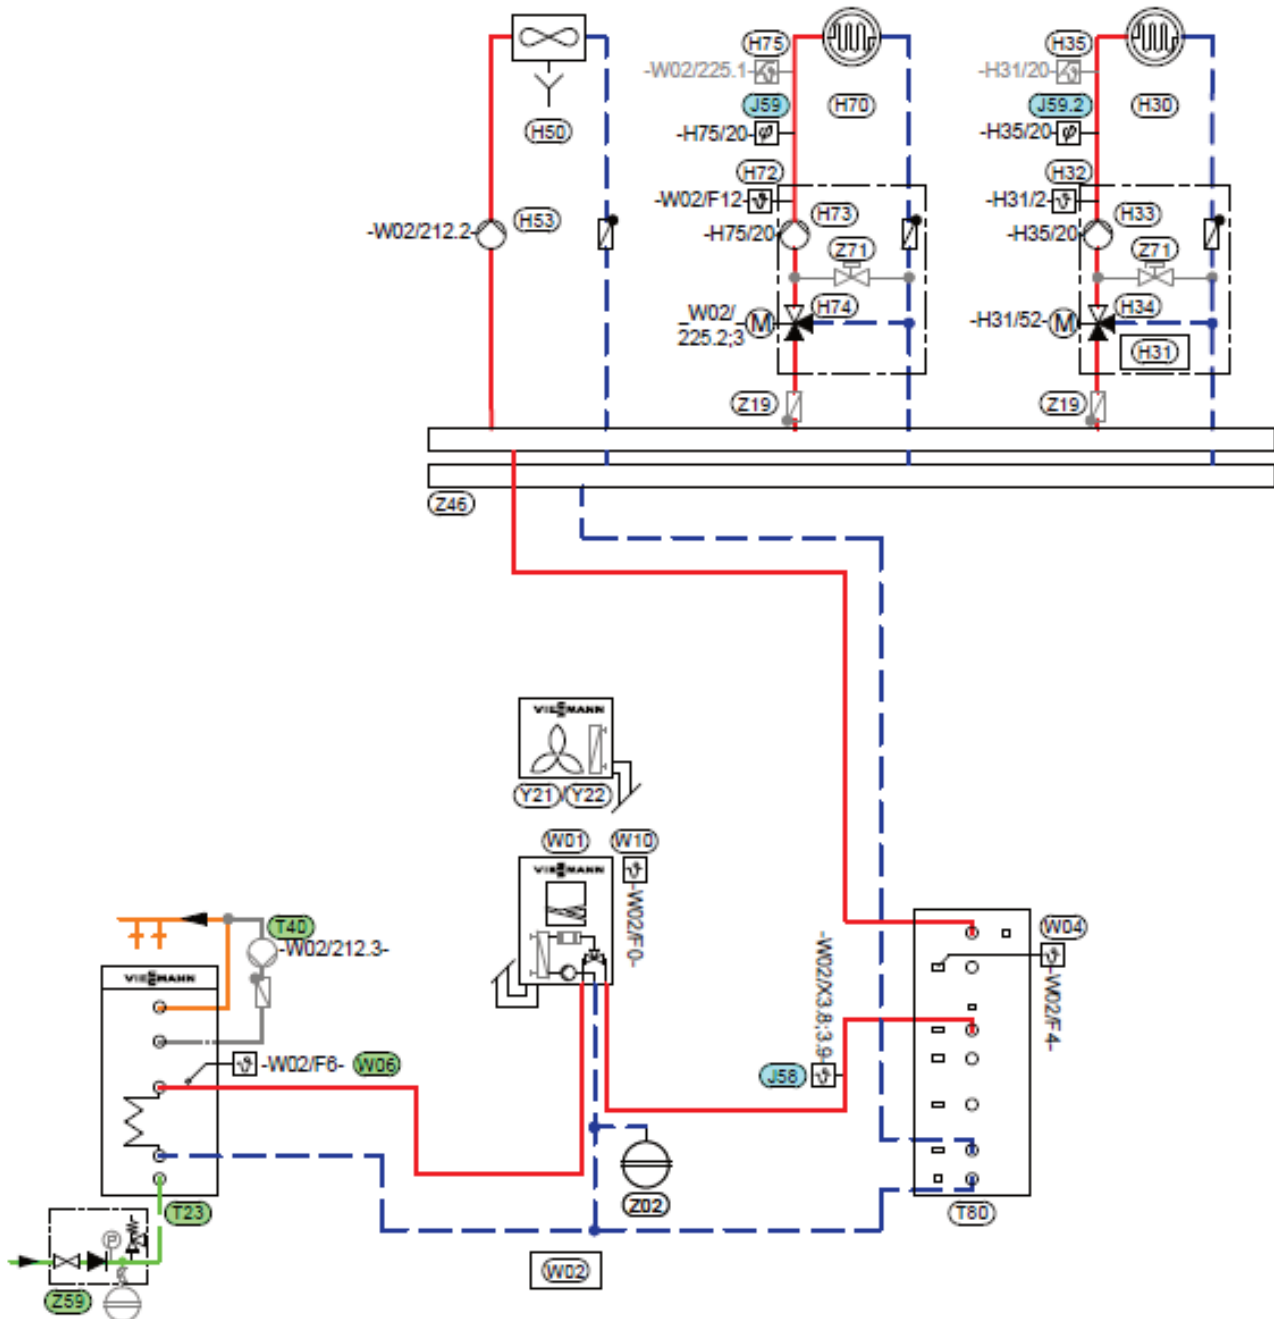 H75
H35
-W02/225.1
-H31/20
J59
H70
J59.2
H30
H50
-H75/20-
-H35/20-
H72
H32
-W02/F12-
-H31/2-
-W02/212.2-
H53
H73
-H75/20
H33
-H35/20
Z71
Z71
W02/
225.2;3
M
H74
-H31/52-
M
H34
H31
Z19
Z19
Z46
VIESMANN
Y21/Y22
W01
W10
VIESMANN
-W02/F0-
T40
-W02/212.3-
VIESMANN
-W02/F6-
W06
-W02/X3.8;3.9-
J58
W04
-W02/F4-
Z02
T23
T80
P
W02
Z59